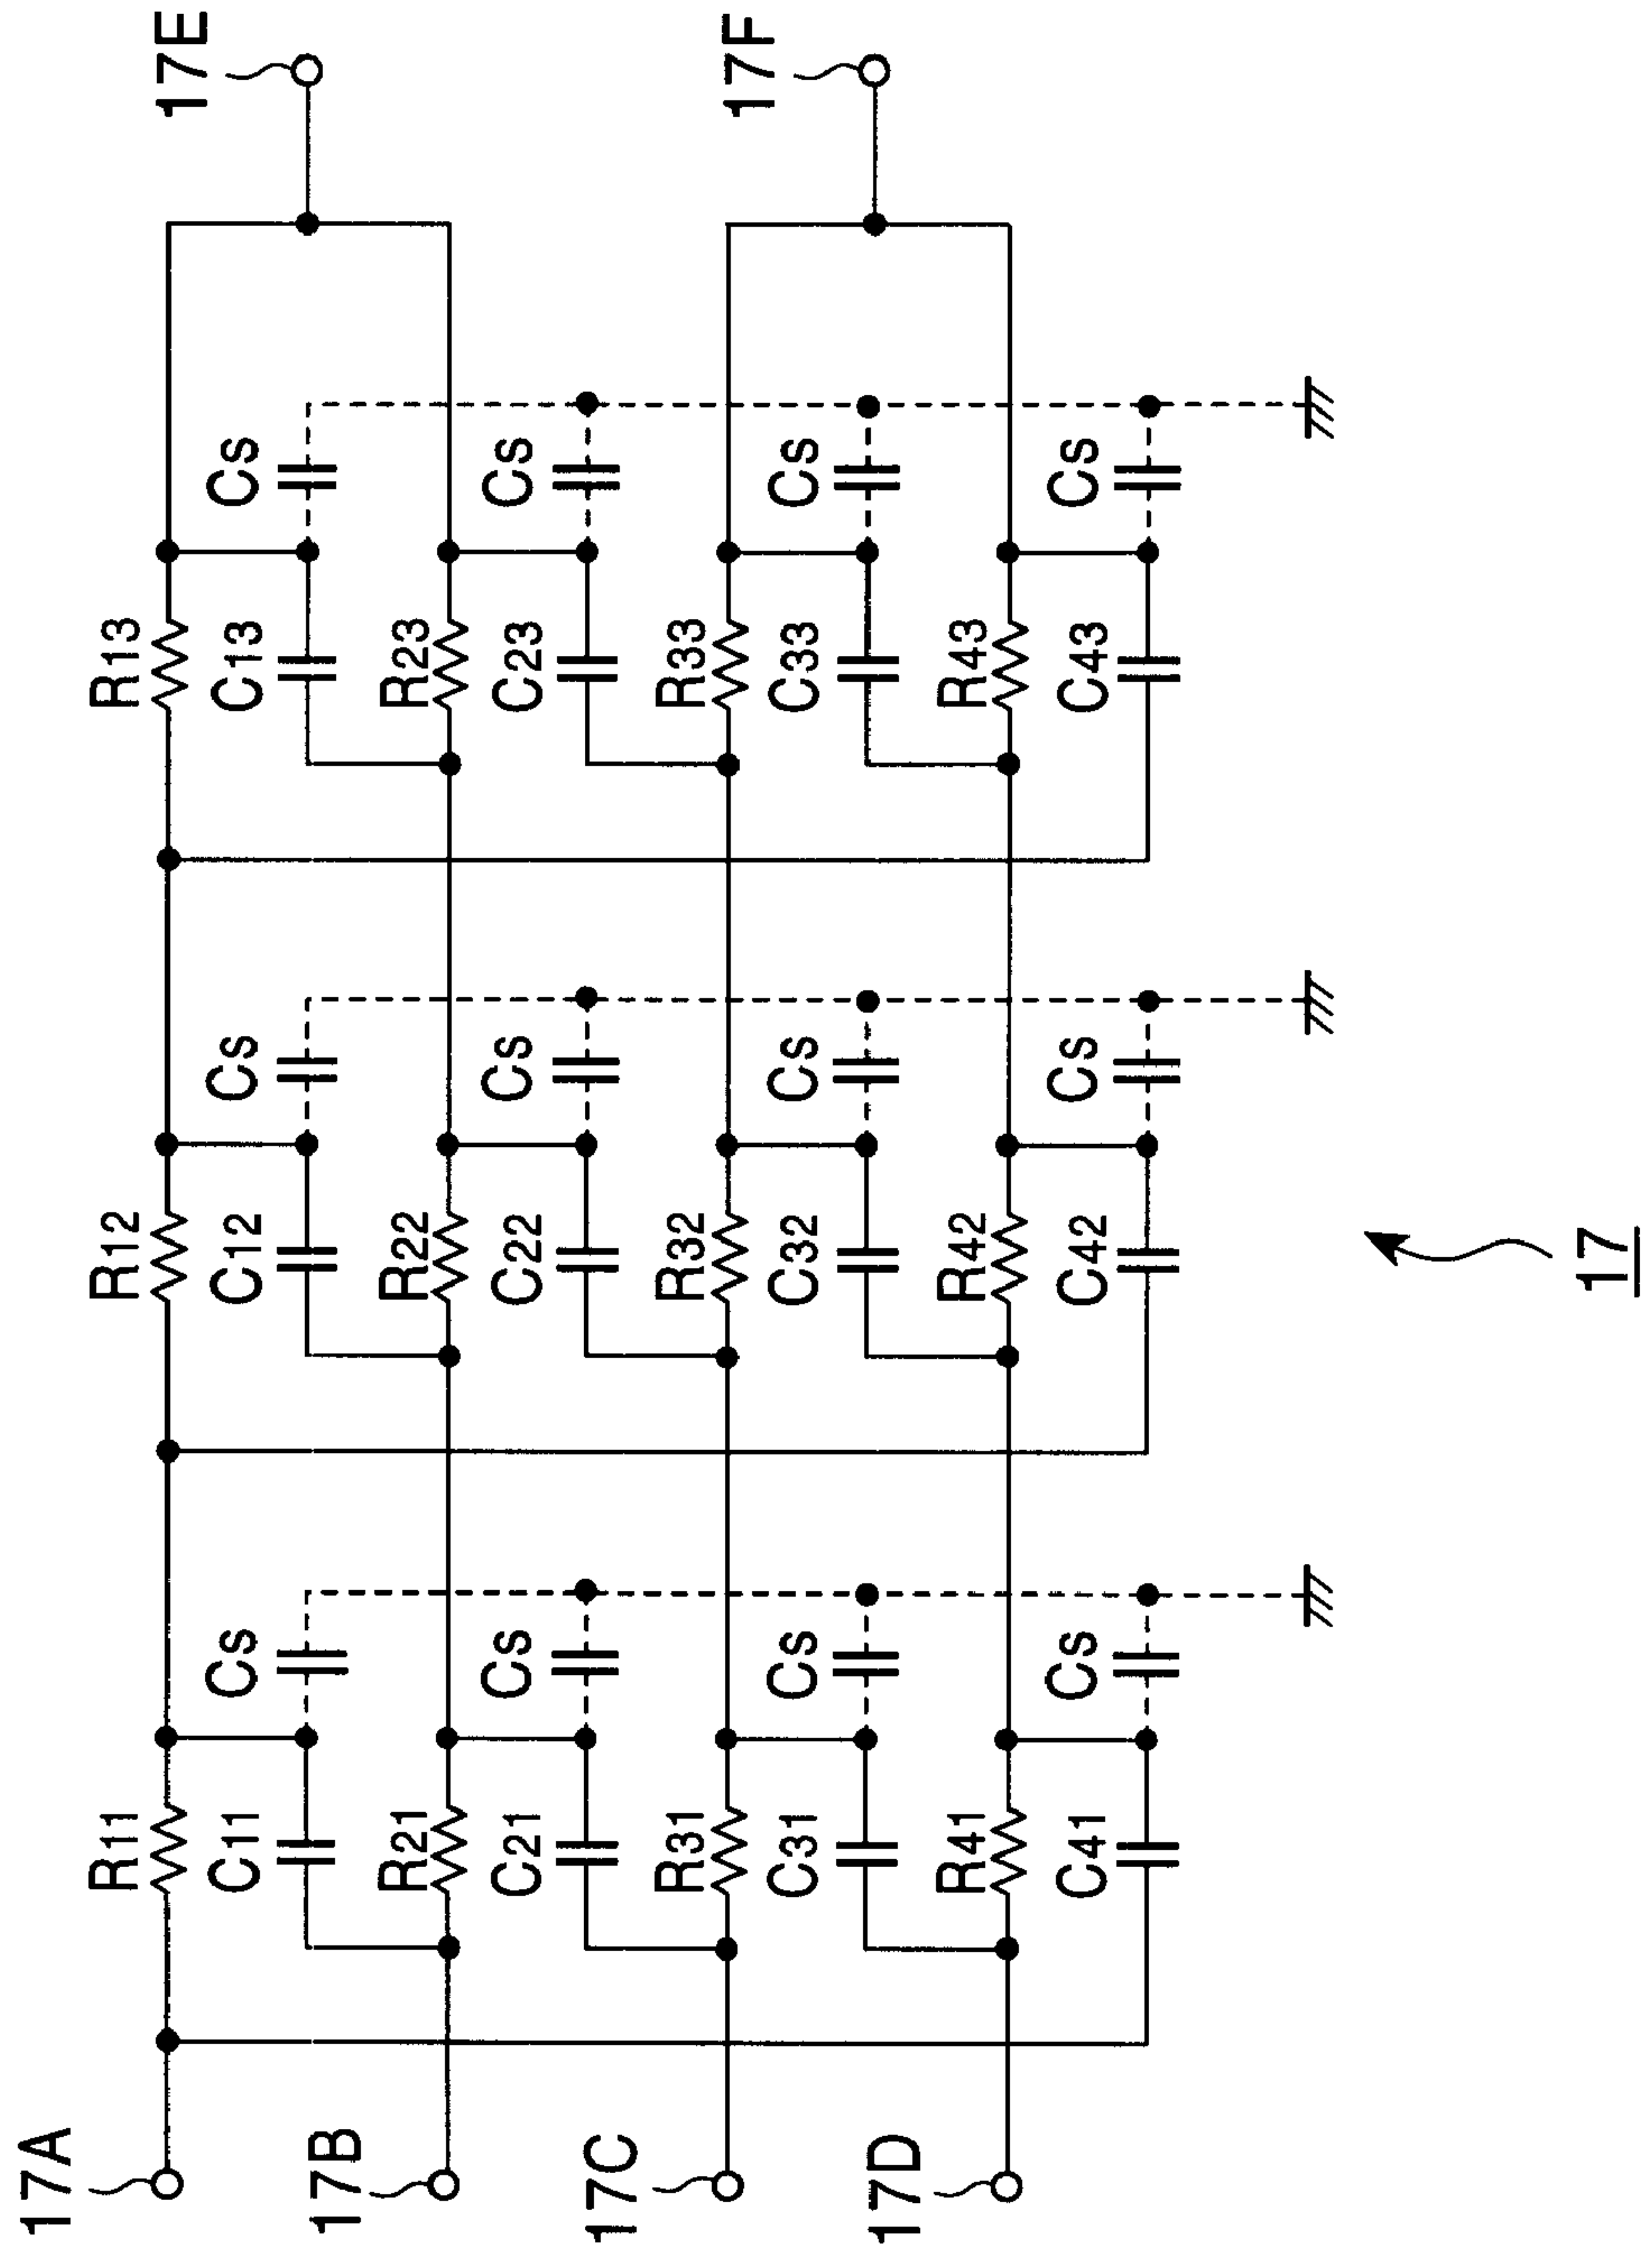 17A
R11
R12
R13
17E
C11
Cs
C12
Cs
C13
Cs
17B
R21
R22
R23
C21
Cs
C22
Cs
C23
Cs
17C
R31
R32
R33
17F
C31
Cs
C32
Cs
C33
Cs
17D
R41
R42
R43
C41
Cs
C42
Cs
C43
Cs
17